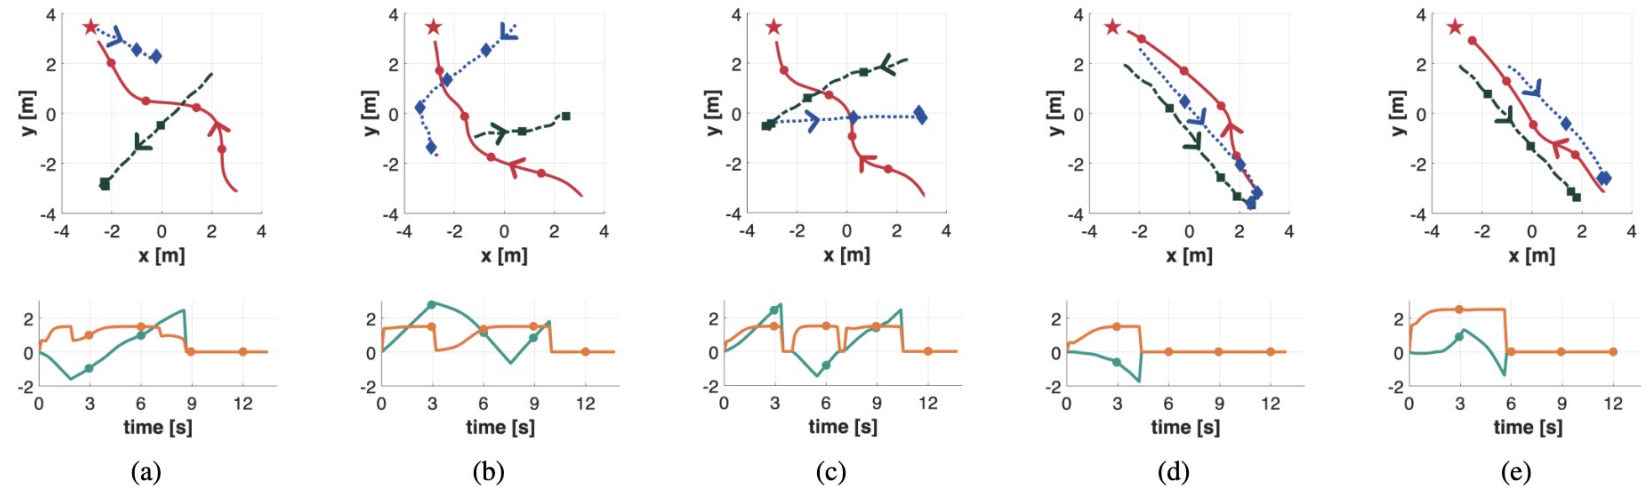 4 4 4 4 4
2 2 2 2 2
y [m] y [m] y [m] y [m] y [m]
0 0 0 0 0
-2 -2 -2 -2 -2
-4 -4 -4 -4 -4
-4 -2 0 2 4 -4 -2 0 2 4 -4 -2 0 2 4 -4 -2 0 2 4 -4 -2 0 2 4
x [m] x [m] x [m] x [m] x [m]
2 2 2 2 2
0 0 0 0 0
-2 -2 -2 -2 -2
0 3 6 9 12 0 3 6 9 12 0 3 6 9 12 0 3 6 9 12 0 3 6 9 12
time [s] time [s] time [s] time [s] time [s]
(a) (b) (c) (d) (e)